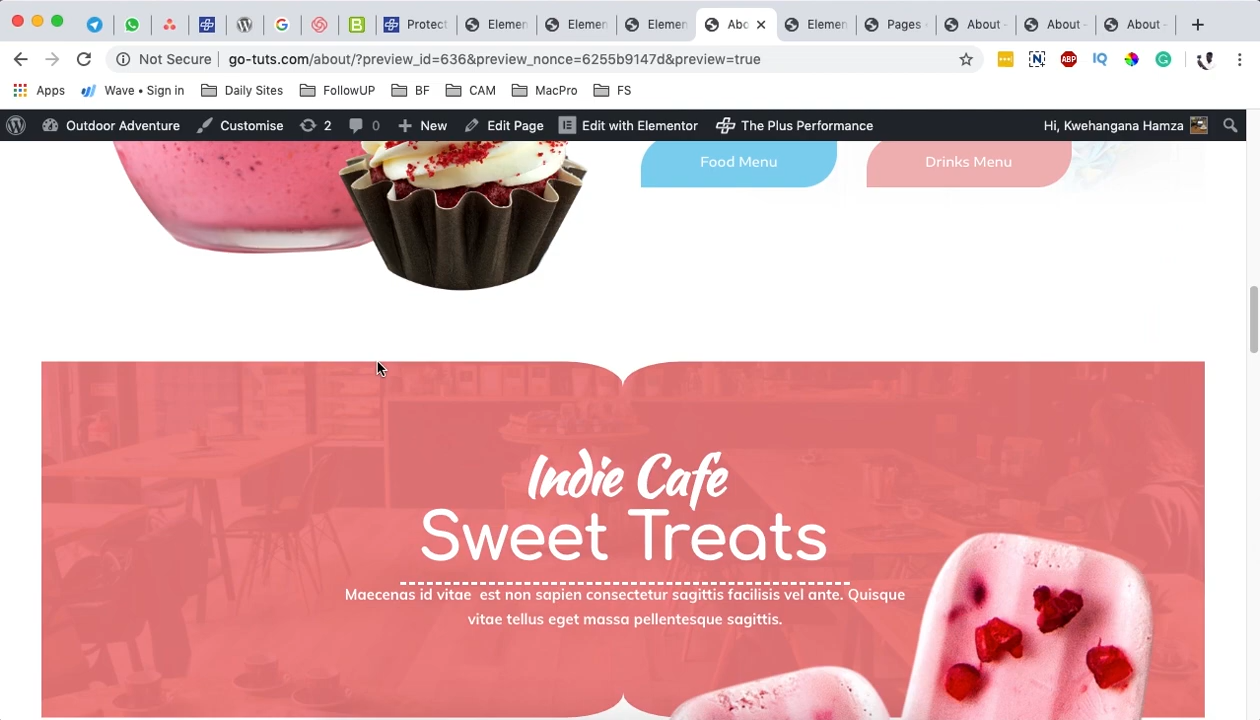 Protect
Elemen
Elemen
Elemen
Abo
Elemen
Pages
About -
About -
About -
Not Secure
go-tuts.com/about/?preview_id=636&preview_nonce=6255b9147d&preview=true
ABP
IQ
Apps
Wave • Sign in
Daily Sites
FollowUP
BF
CAM
MacPro
FS
Outdoor Adventure
Customise
2
0
New
Edit Page
Edit with Elementor
The Plus Performance
Hi, Kwehangana Hamza
Food Menu
Drinks Menu
Indie Cafe
Sweet Treats
Maecenas id vitae est non sapien consectetur sagittis facilisis vel ante. Quisque
vitae tellus eget massa pellentesque sagittis.